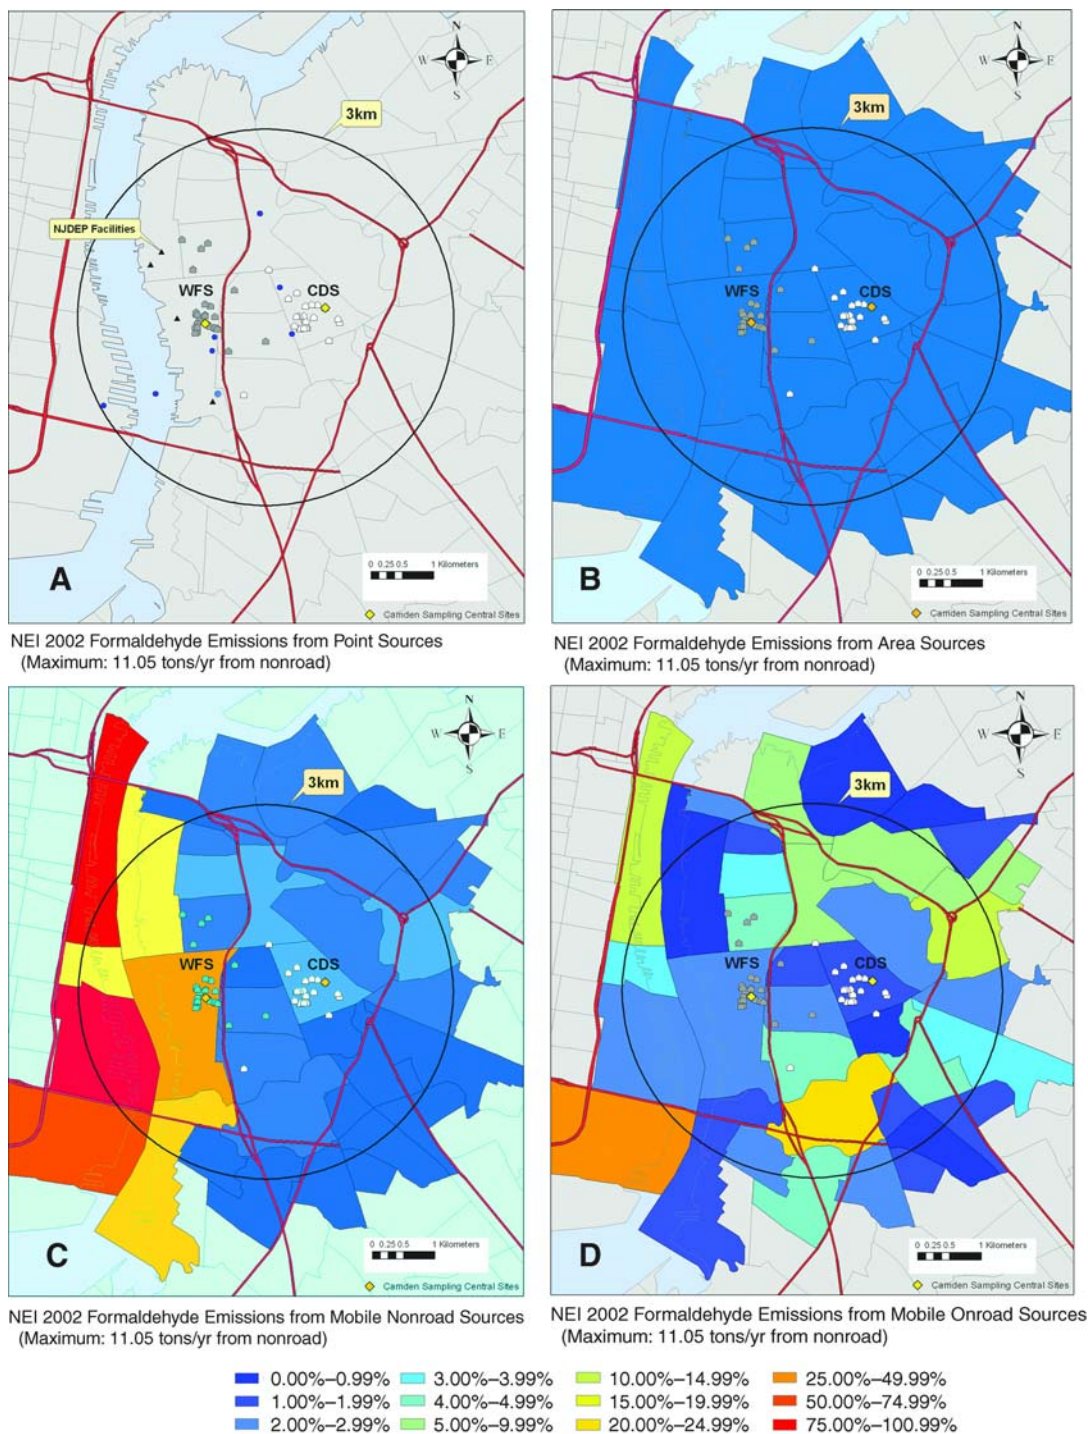 N
W
E
S
3km
NJDEP Facilities
WFS
CDS
0 0.25 0.5 1 Kilometers
A
Camden Sampling Central Sites
NEI 2002 Formaldehyde Emissions from Point Sources
(Maximum: 11.05 tons/yr from nonroad)
N
W
E
S
3km
WFS
CDS
0 0.25 0.5 1 Kilometers
B
Camden Sampling Central Sites
NEI 2002 Formaldehyde Emissions from Area Sources
(Maximum: 11.05 tons/yr from nonroad)
N
W
E
S
3km
WFS
CDS
0 0.25 0.5 1 Kilometers
C
Camden Sampling Central Sites
NEI 2002 Formaldehyde Emissions from Mobile Nonroad Sources
(Maximum: 11.05 tons/yr from nonroad)
N
W
E
S
3km
WFS
CDS
0 0.25 0.5 1 Kilometers
D
Camden Sampling Central Sites
NEI 2002 Formaldehyde Emissions from Mobile Onroad Sources
(Maximum: 11.05 tons/yr from nonroad)
0.00%–0.99% 3.00%–3.99% 10.00%–14.99% 25.00%–49.99%
1.00%–1.99% 4.00%–4.99% 15.00%–19.99% 50.00%–74.99%
2.00%–2.99% 5.00%–9.99% 20.00%–24.99% 75.00%–100.99%